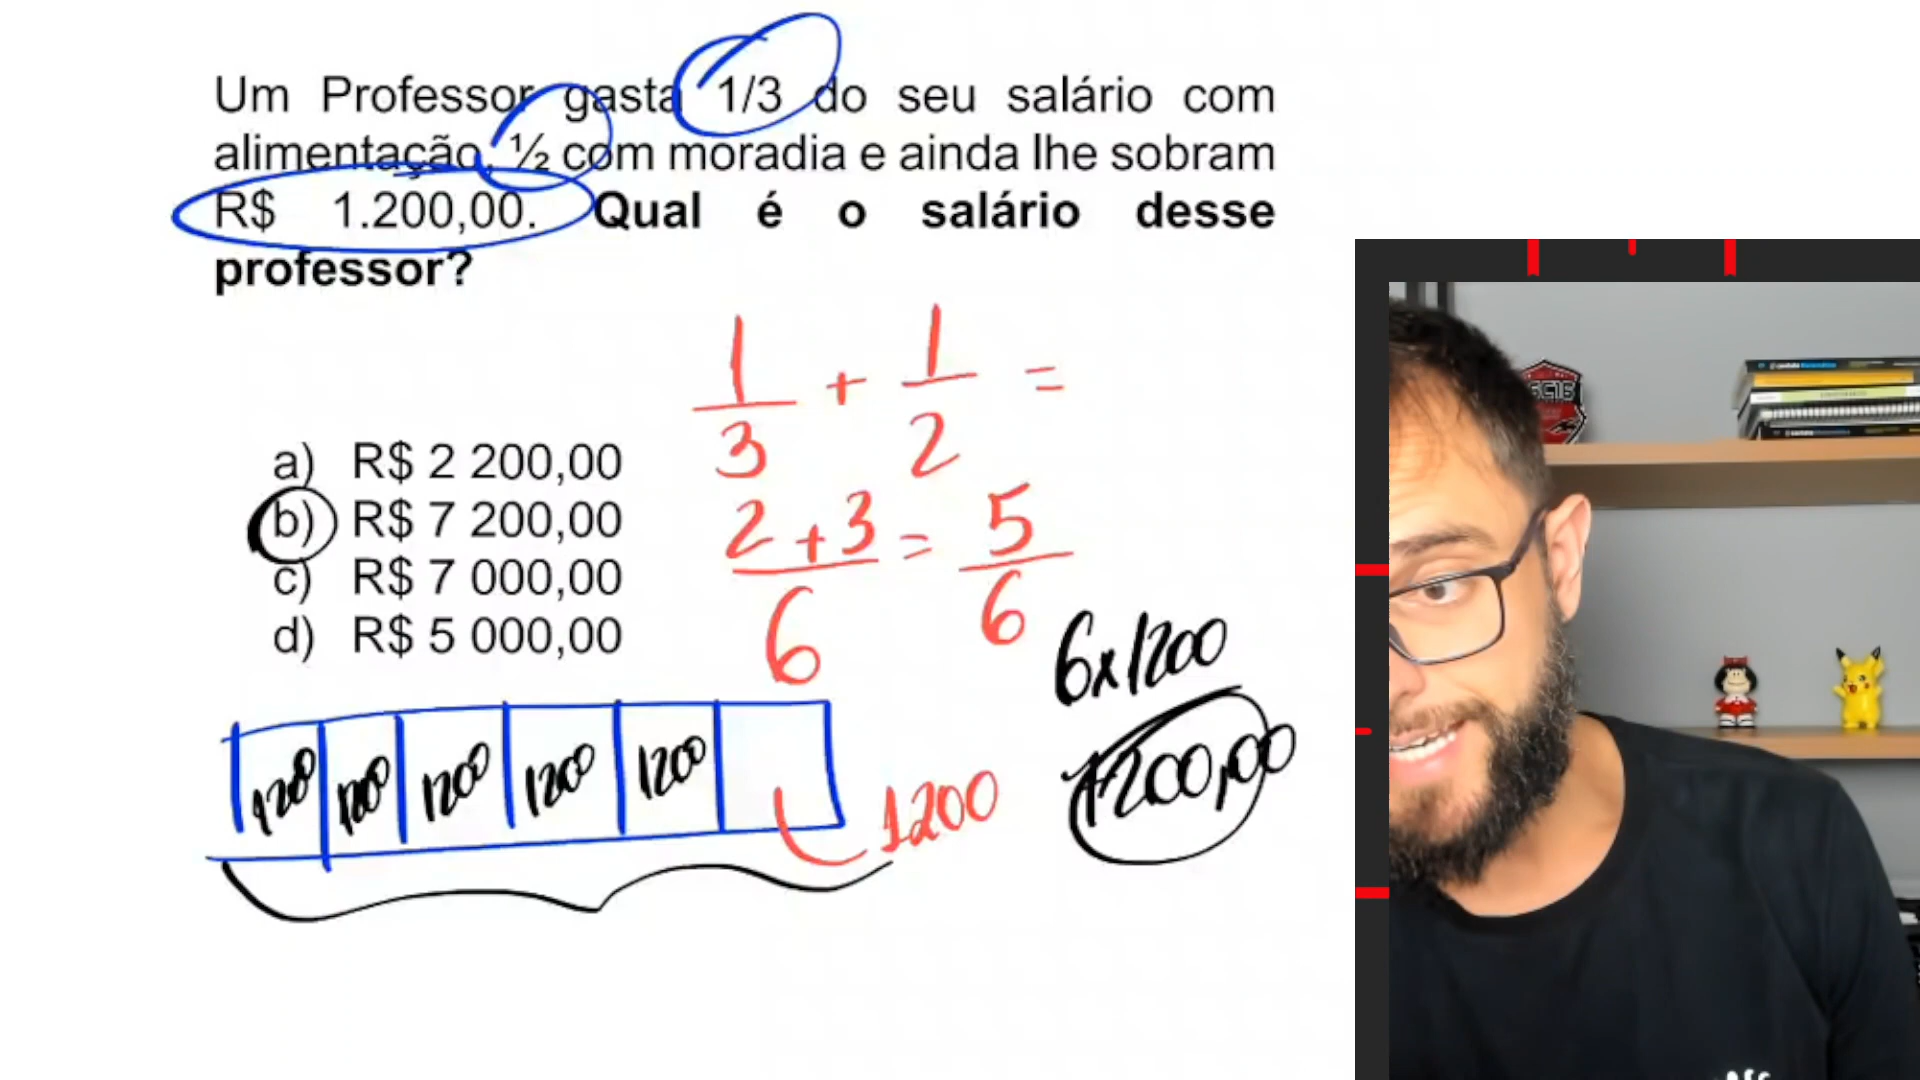 Um Professor gasta 1/3 do seu salário com
alimentação, ½ com moradia e ainda lhe sobram
R$ 1.200,00. Qual é o salário desse
professor?
a) R$ 2 200,00
b) R$ 7 200,00
c) R$ 7 000,00
d) R$ 5 000,00
1/3 + 1/2 =
2+3/6 = 5/6
6x1200
7200,00
1200 1200 1200 1200 1200
1200